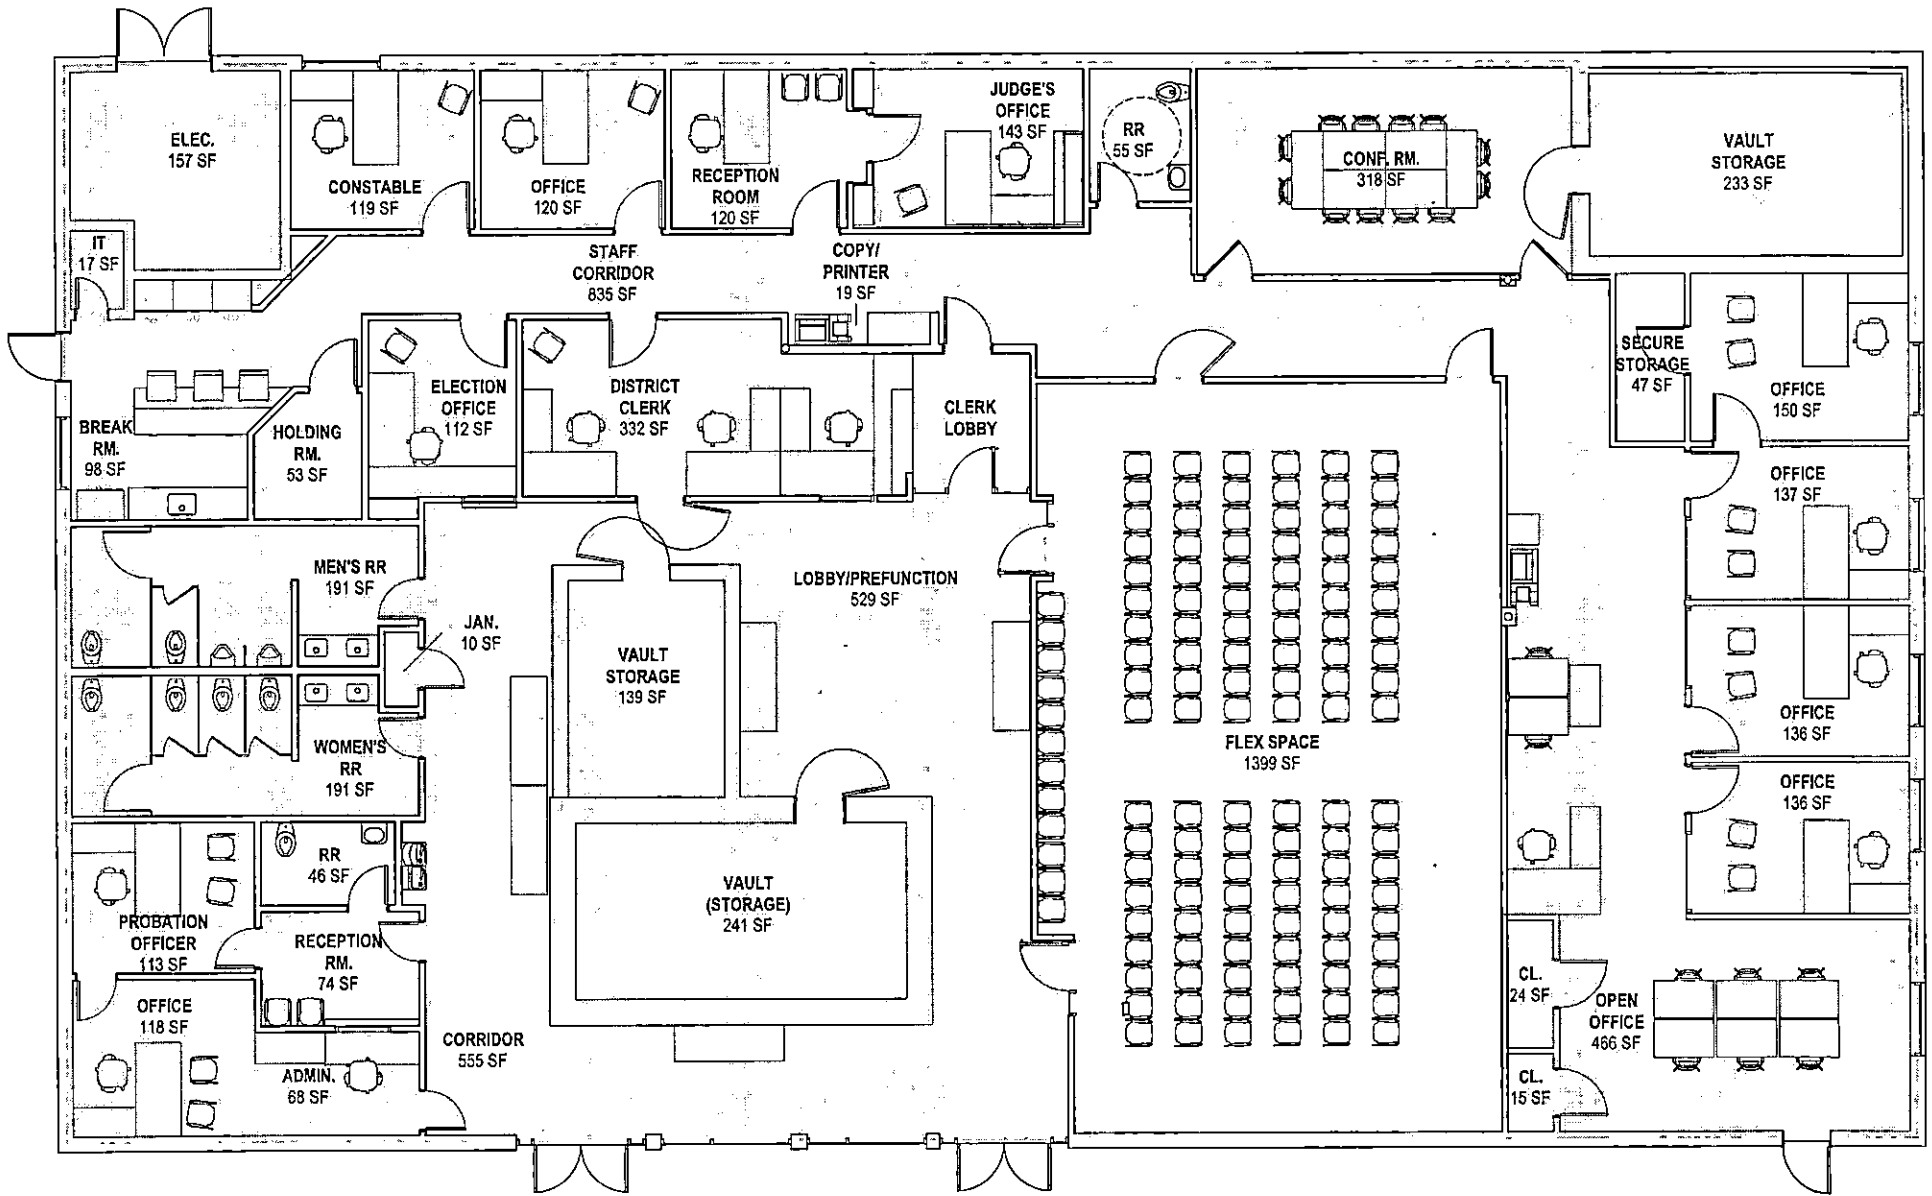 ELEC.
157 SF
CONSTABLE
119 SF
OFFICE
120 SF
RECEPTION
ROOM
120 SF
JUDGE'S
OFFICE
143 SF
RR
55 SF
CONF. RM.
318 SF
VAULT
STORAGE
233 SF
IT
17 SF
STAFF
CORRIDOR
835 SF
COPY/
PRINTER
19 SF
SECURE
STORAGE
47 SF
OFFICE
150 SF
BREAK
RM.
98 SF
HOLDING
RM.
53 SF
ELECTION
OFFICE
112 SF
DISTRICT
CLERK
332 SF
CLERK
LOBBY
OFFICE
137 SF
MEN'S RR
191 SF
JAN.
10 SF
LOBBY/PREFUNCTION
529 SF
VAULT
STORAGE
139 SF
WOMEN'S
RR
191 SF
FLEX SPACE
1399 SF
OFFICE
136 SF
OFFICE
136 SF
RR
46 SF
VAULT
(STORAGE)
241 SF
PROBATION
OFFICER
113 SF
RECEPTION
RM.
74 SF
OFFICE
118 SF
ADMIN.
68 SF
CORRIDOR
555 SF
CL.
24 SF
OPEN
OFFICE
466 SF
CL.
15 SF